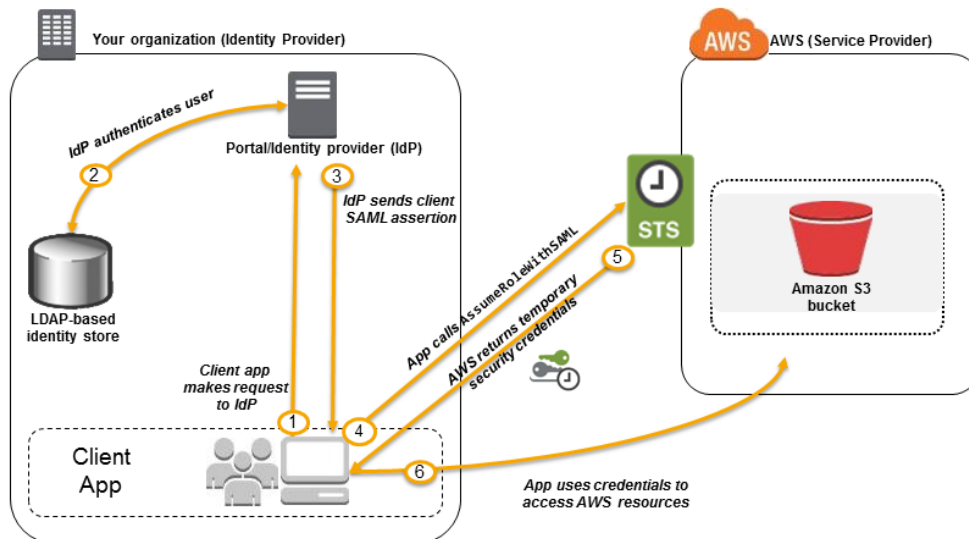 Your organization (Identity Provider)
AWS
AWS (Service Provider)
IdP authenticates user
2
Portal/Identity provider (IdP)
3
IdP sends client
SAML assertion
STS
5
LDAP-based
identity store
App calls AssumeRoleWithSAML
AWS returns temporary
security credentials
Amazon S3
bucket
Client app
makes request
to IdP
1
4
Client
App
6
App uses credentials to
access AWS resources